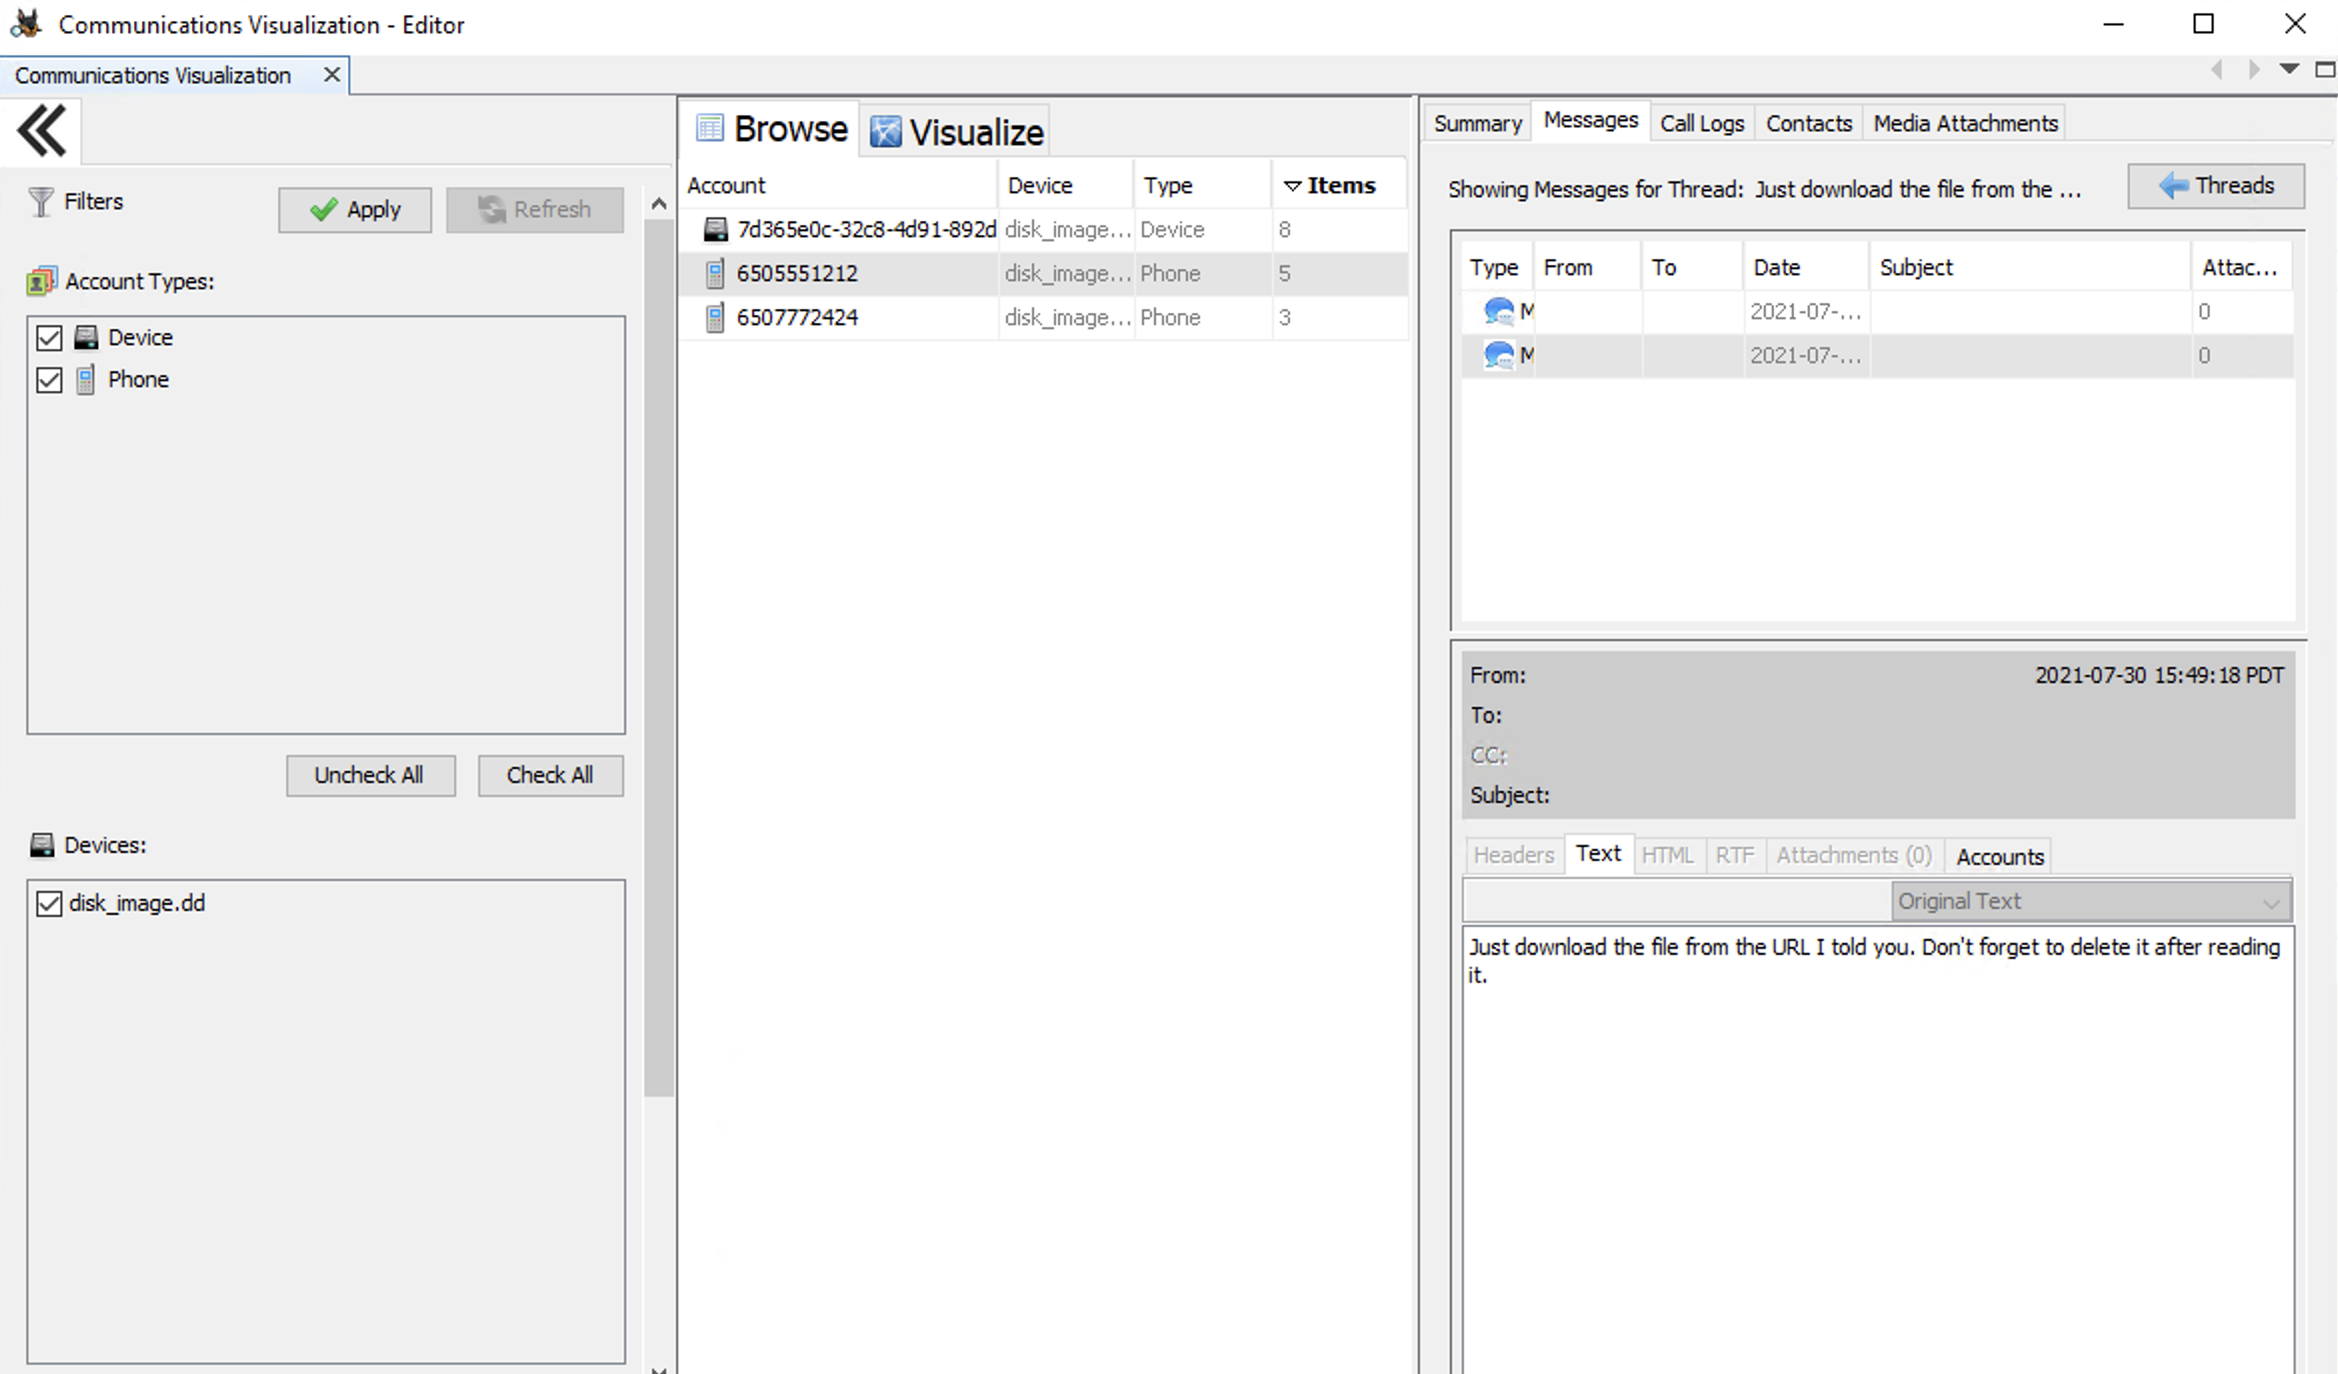 Communications Visualization - Editor
Communications Visualization
Filters
Apply
Refresh
Account Types:
Device
Phone
Uncheck All
Check All
Devices:
disk_image.dd
Browse
Visualize
Account Device Type Items
7d365e0c-32c8-4d91-892d disk_image... Device 8
6505551212 disk_image... Phone 5
6507772424 disk_image... Phone 3
Summary Messages Call Logs Contacts Media Attachments
Showing Messages for Thread: Just download the file from the ...
Threads
Type From To Date Subject Attac...
M 2021-07-... 0
M 2021-07-... 0
From: 2021-07-30 15:49:18 PDT
To:
CC:
Subject:
Headers Text HTML RTF Attachments (0) Accounts
Original Text
Just download the file from the URL I told you. Don't forget to delete it after reading
it.